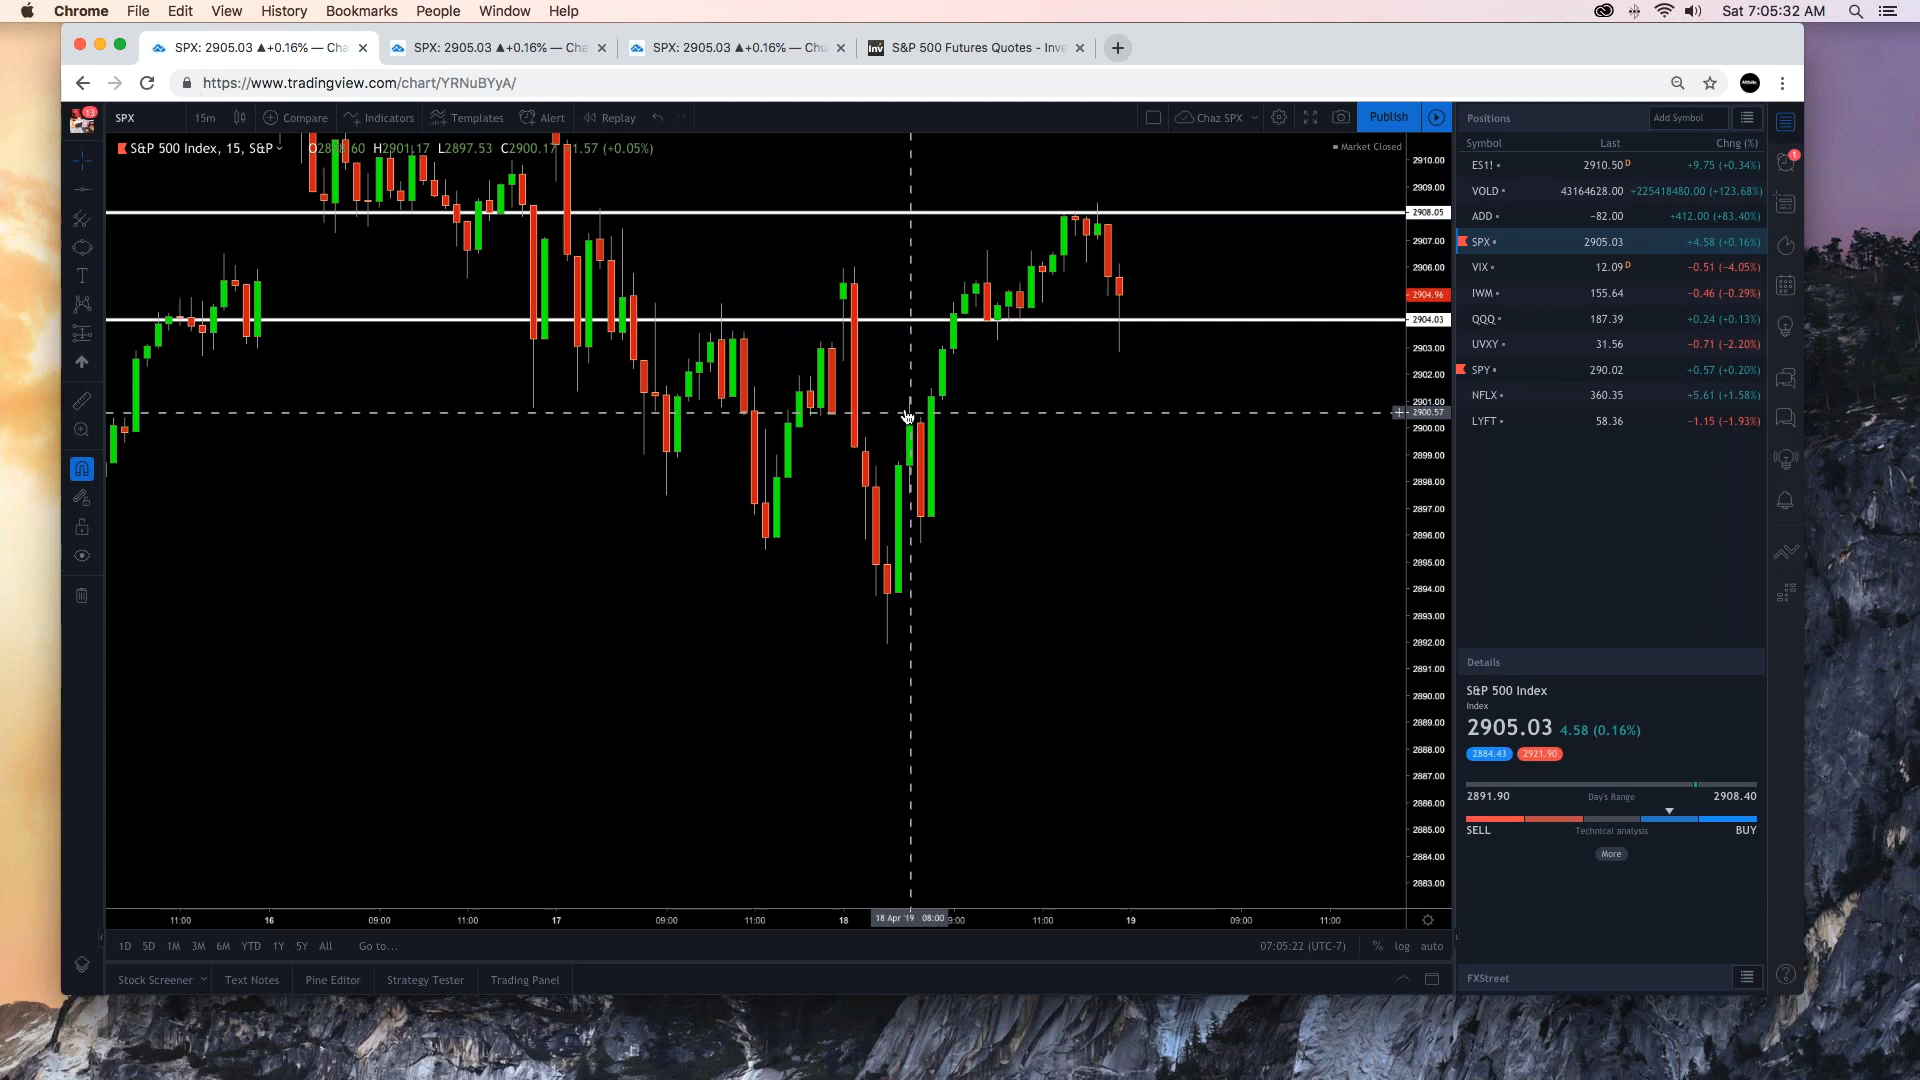 Chrome File Edit View History Bookmarks People Window Help Sat 7:05:32 AM
SPX: 2905.03 ▲+0.16% — Cha SPX: 2905.03 ▲+0.16% — Cha SPX: 2905.03 ▲+0.16% — Cha Inv S&P 500 Futures Quotes - Inve
https://www.tradingview.com/chart/YRNuBYyA/
13 SPX 15m Compare Indicators Templates Alert Replay Chaz SPX Publish
S&P 500 Index, 15, S&P H2901.17 L2897.53 C2900.17 (+0.05%)
Market Closed
2910.00
2909.00
2908.05
2907.00
2906.00
2904.96
2904.03
2903.00
2902.00
2901.00
2900.57
2900.00
2899.00
2898.00
2897.00
2896.00
2895.00
2894.00
2893.00
2892.00
2891.00
2890.00
2889.00
2888.00
2887.00
2886.00
2885.00
2884.00
2883.00
11:00 16 09:00 11:00 17 09:00 11:00 18 18 Apr '19 08:00 9:00 11:00 19 09:00 11:00
1D 5D 1M 3M 6M YTD 1Y 5Y All Go to... 07:05:22 (UTC-7) % log auto
Stock Screener Text Notes Pine Editor Strategy Tester Trading Panel
Positions Add Symbol
Symbol Last Chng (%)
ES1! 2910.50 D +9.75 (+0.34%)
VOLD 43164628.00 +225418480.00 (+123.68%)
ADD −82.00 +412.00 (+83.40%)
SPX 2905.03 +4.58 (+0.16%)
VIX 12.09 D −0.51 (−4.05%)
IWM 155.64 −0.46 (−0.29%)
QQQ 187.39 +0.24 (+0.13%)
UVXY 31.56 −0.71 (−2.20%)
SPY 290.02 +0.57 (+0.20%)
NFLX 360.35 +5.61 (+1.58%)
LYFT 58.36 −1.15 (−1.93%)
1
Details
S&P 500 Index
Index
2905.03 4.58 (0.16%)
2884.43 2921.90
2891.90 Day's Range 2908.40
SELL Technical analysis BUY
More
FXStreet